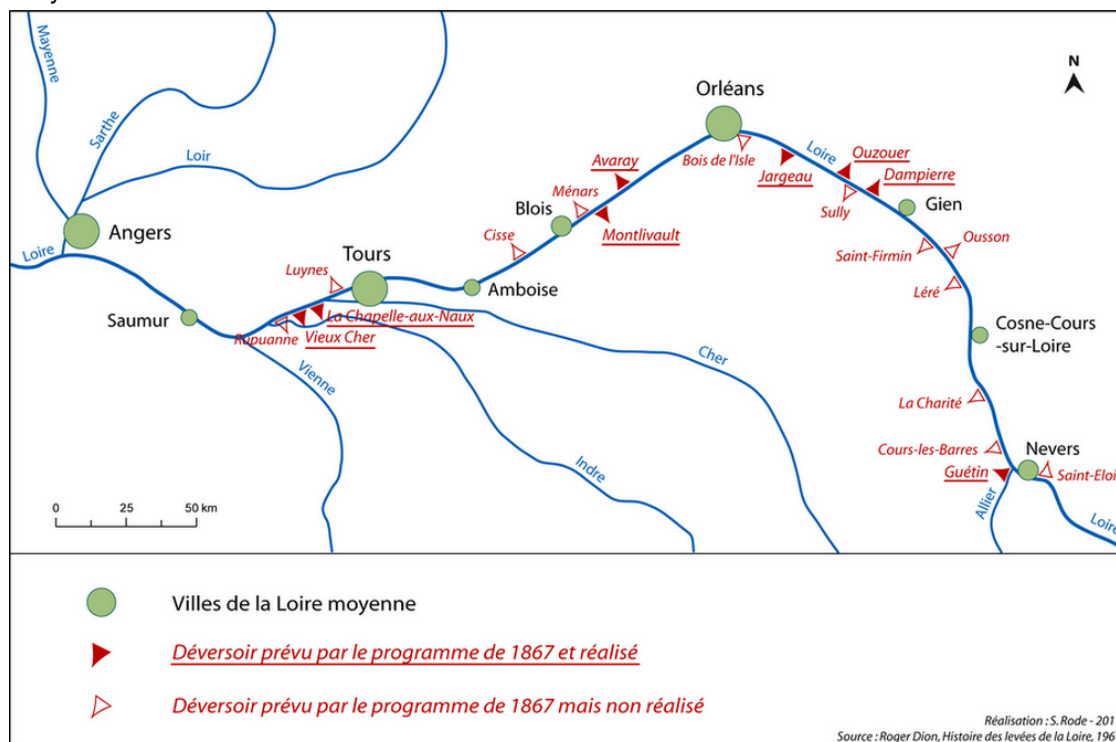 Mayenne
Sarthe
Loir
Angers
Loire
Saumur
Vienne
Luynes
Tours
La Chapelle-aux-Naux
Vieux Cher
Rupuanne
Cher
Indre
Amboise
Cisse
Blois
Ménars
Montlivault
Avaray
Orléans
Bois de l'Isle
Loire
Jargeau
Ouzouer
Dampierre
Sully
Gien
Saint-Firmin
Ousson
Léré
Cosne-Cours
-sur-Loire
La Charité
Cours-les-Barres
Nevers
Guétin
Saint-Eloi
Allier
Loire
N
0 25 50 km
Villes de la Loire moyenne
Déversoir prévu par le programme de 1867 et réalisé
Déversoir prévu par le programme de 1867 mais non réalisé
Réalisation : S. Rode - 201
Source : Roger Dion, Histoire des levées de la Loire, 196